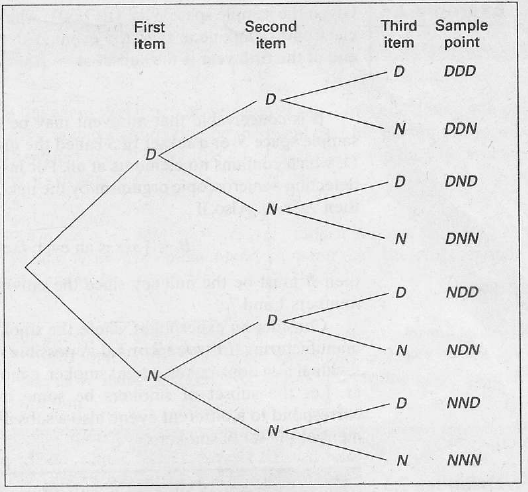 First Second Third Sample
item item item point
D DDD
D
N DDN
D
D DND
N
N DNN
D NDD
D
N NDN
N
D NND
N
N NNN